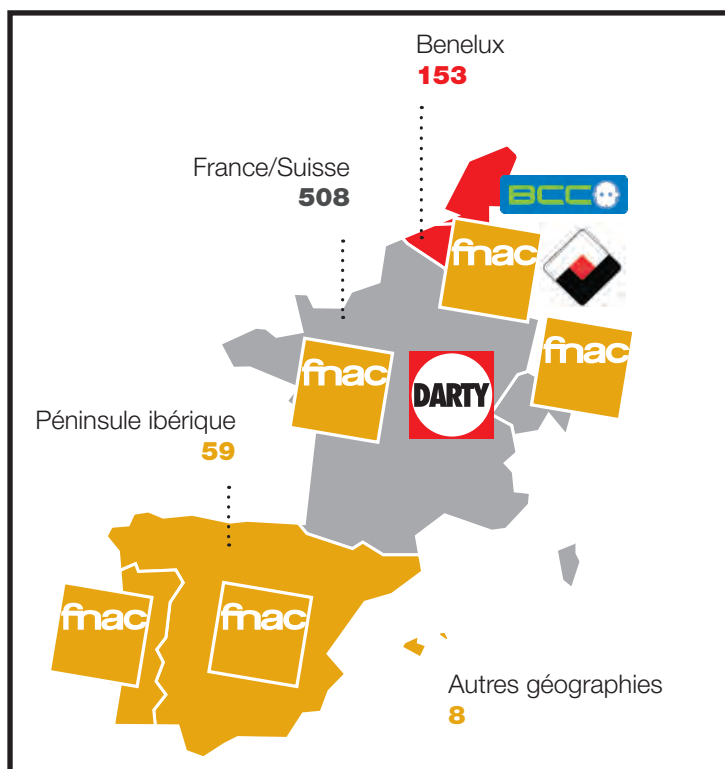 Benelux
153
BCC
France/Suisse
508
fnac
fnac
fnac
DARTY
Péninsule ibérique
59
fnac
fnac
Autres géographies
8